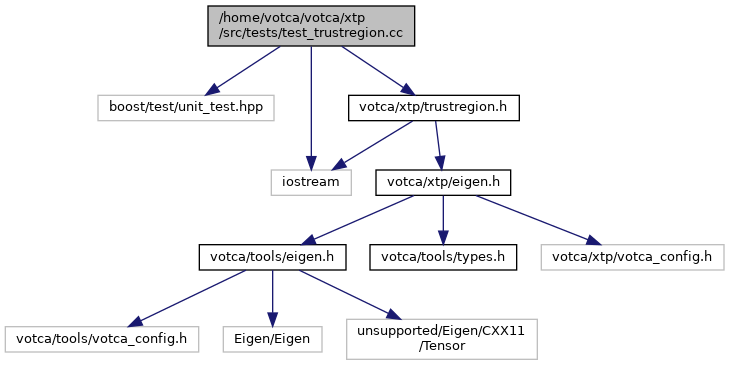 /home/votca/votca/xtp
/src/tests/test_trustregion.cc
boost/test/unit_test.hpp
votca/xtp/trustregion.h
iostream
votca/xtp/eigen.h
votca/tools/eigen.h
votca/tools/types.h
votca/xtp/votca_config.h
votca/tools/votca_config.h
Eigen/Eigen
unsupported/Eigen/CXX11
/Tensor